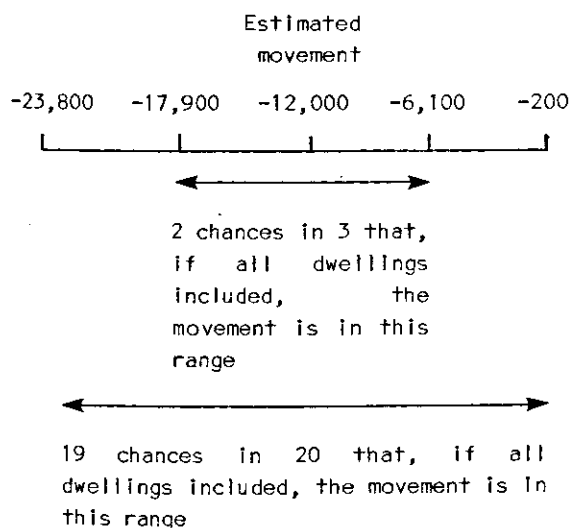 Estimated
movement
-23,800 -17,900 -12,000 -6,100 -200
2 chances in 3 that,
if all dwellings
included, the
movement is in this
range
19 chances in 20 that, if all
dwellings included, the movement is in
this range